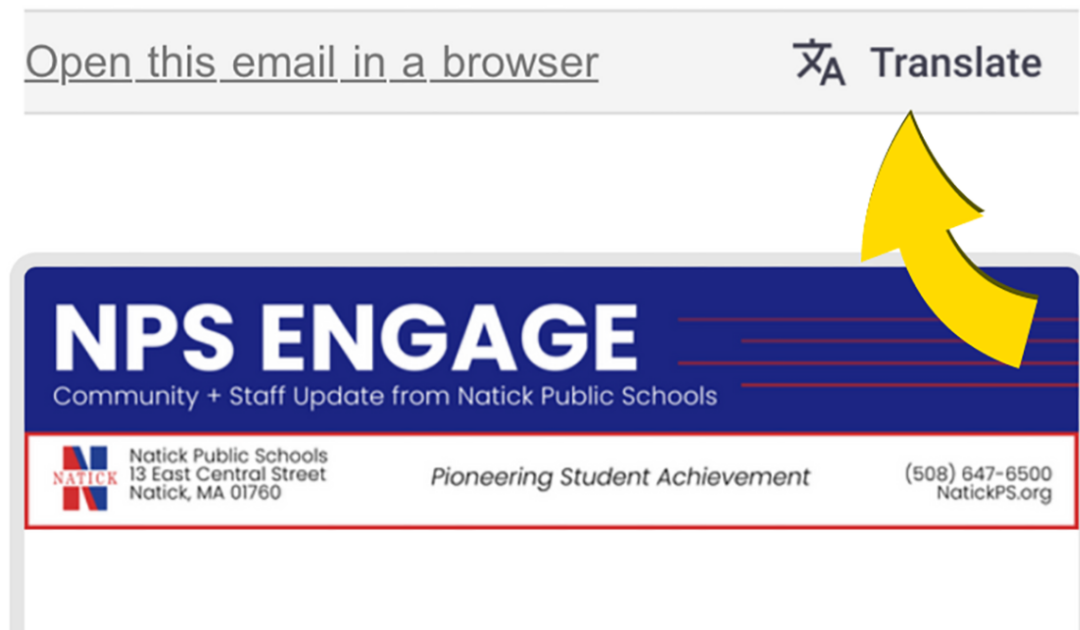 Open this email in a browser
Translate
NPS ENGAGE
Community + Staff Update from Natick Public Schools
NATICK
Natick Public Schools
13 East Central Street
Natick, MA 01760
Pioneering Student Achievement
(508) 647-6500
NatickPS.org